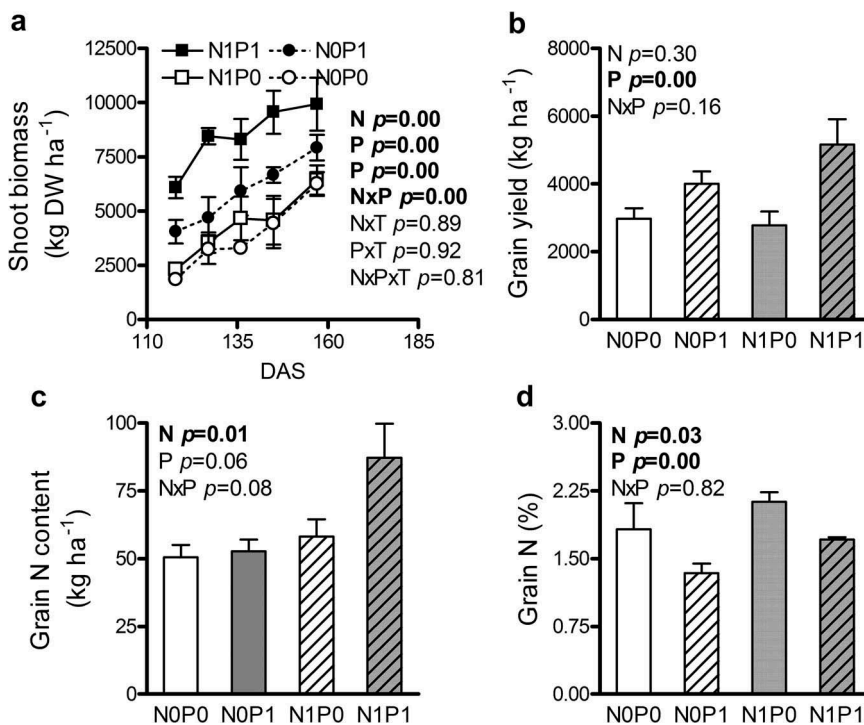 a
12500
10000
7500
5000
2500
0
110 135 160 185
Shoot biomass
(kg DW ha⁻¹)
DAS
N1P1 N0P1
N1P0 N0P0
N p=0.00
P p=0.00
P p=0.00
NxP p=0.00
NxT p=0.89
PxT p=0.92
NxPxT p=0.81
b
8000
6000
4000
2000
0
Grain yield (kg ha⁻¹)
N p=0.30
P p=0.00
NxP p=0.16
N0P0 N0P1 N1P0 N1P1
c
100
75
50
25
0
Grain N content
(kg ha⁻¹)
N p=0.01
P p=0.06
NxP p=0.08
N0P0 N0P1 N1P0 N1P1
d
3.00
2.25
1.50
0.75
0.00
Grain N (%)
N p=0.03
P p=0.00
NxP p=0.82
N0P0 N0P1 N1P0 N1P1